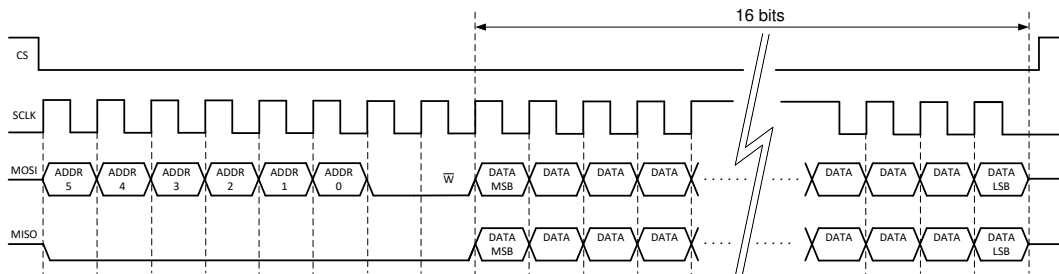 16 bits
CS
SCLK
MOSI ADDR 5 ADDR 4 ADDR 3 ADDR 2 ADDR 1 ADDR 0 W̅ DATA MSB DATA DATA DATA DATA DATA DATA DATA LSB
MISO DATA MSB DATA DATA DATA DATA DATA DATA DATA LSB